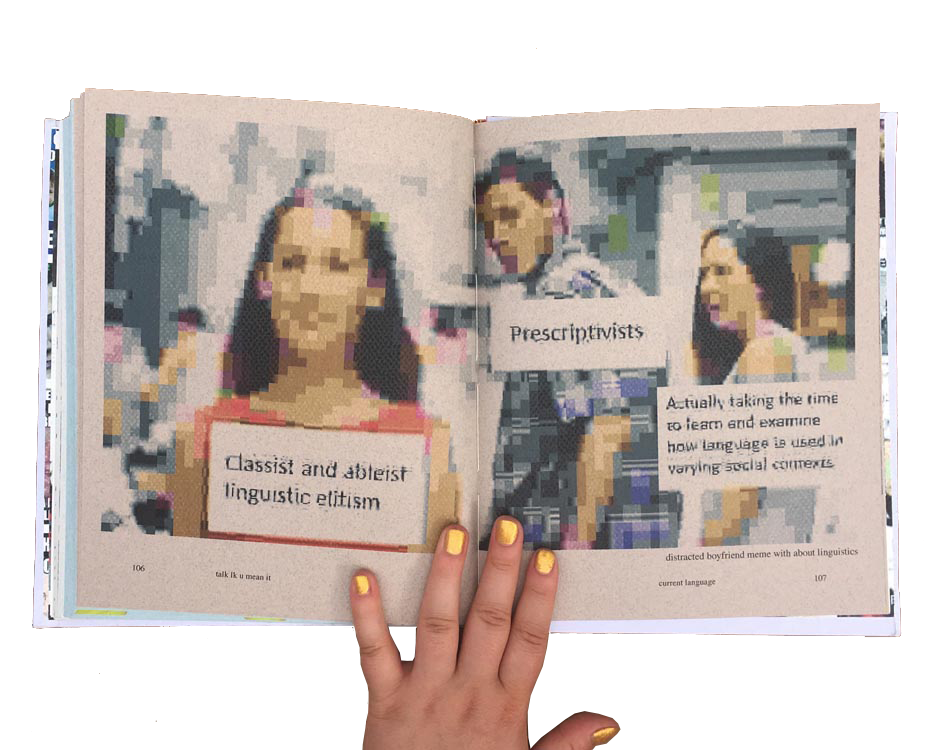 Classist and ableist
linguistic elitism
106
talk lk u mean it
Prescriptivists
Actually taking the time
to learn and examine
how language is used in
varying social contexts
distracted boyfriend meme with about linguistics
current language
107